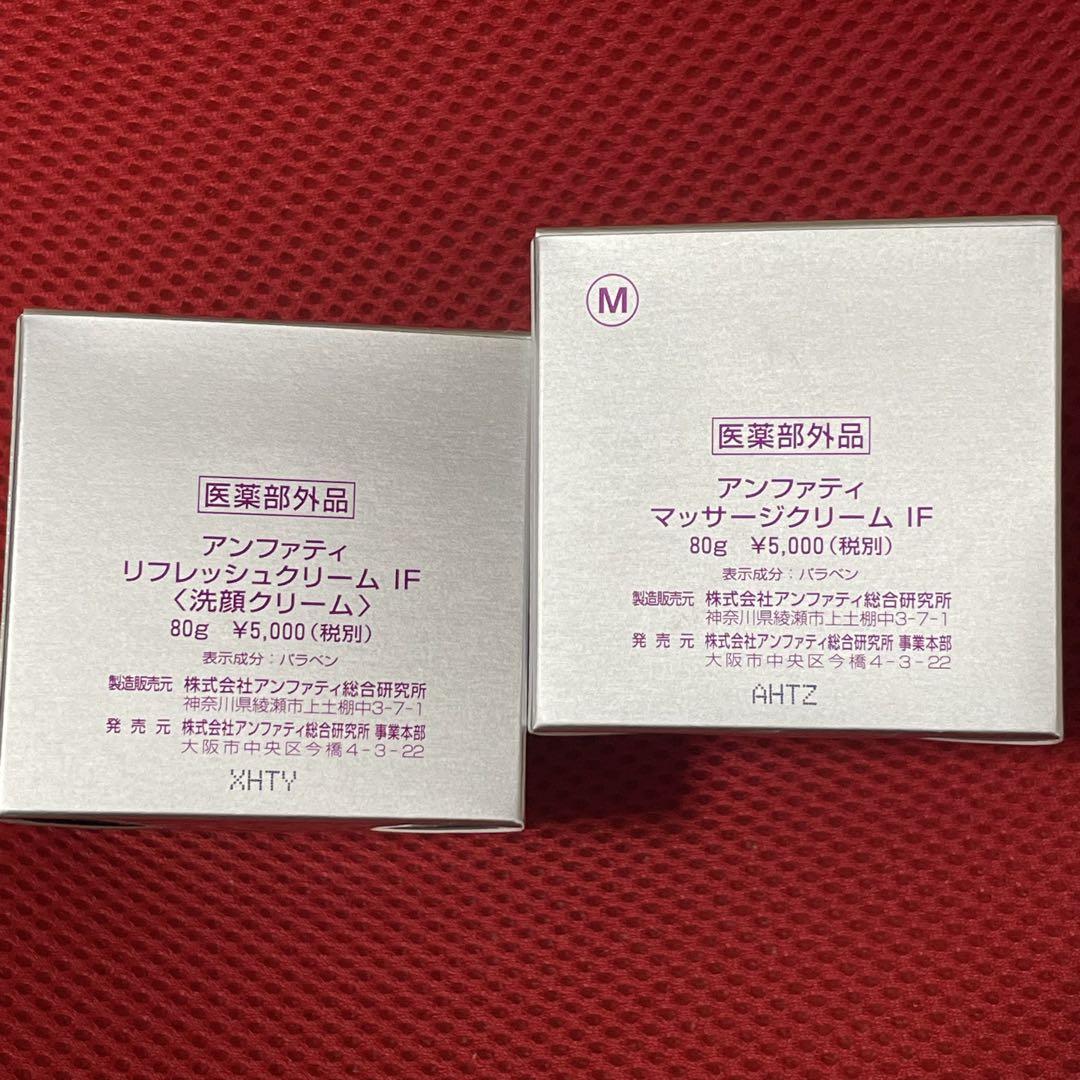 医薬部外品
アンファティ
リフレッシュクリーム IF
〈洗顔クリーム〉
80g ¥5,000(税別)
表示成分：パラベン
製造販売元 株式会社アンファティ総合研究所
神奈川県綾瀬市上土棚中3-7-1
発売元 株式会社アンファティ総合研究所 事業本部
大阪市中央区今橋4-3-22
XHTY
M
医薬部外品
アンファティ
マッサージクリーム IF
80g ¥5,000(税別)
表示成分：パラベン
製造販売元 株式会社アンファティ総合研究所
神奈川県綾瀬市上土棚中3-7-1
発売元 株式会社アンファティ総合研究所 事業本部
大阪市中央区今橋4-3-22
AHTZ